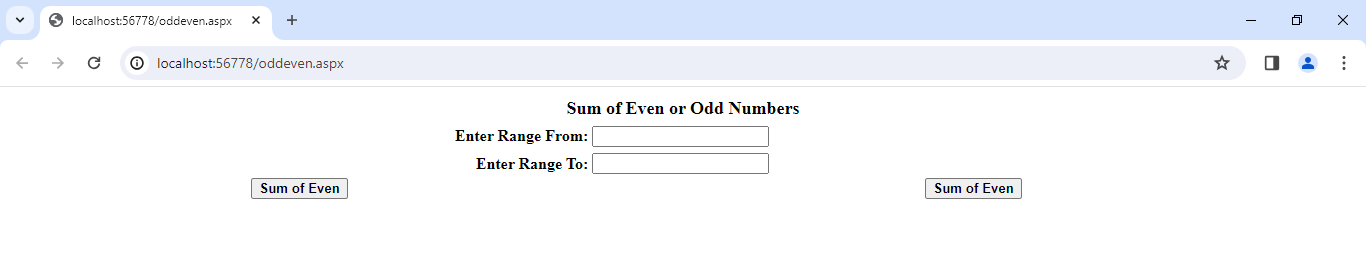 localhost:56778/oddeven.aspx
localhost:56778/oddeven.aspx
Sum of Even or Odd Numbers
Enter Range From:
Enter Range To:
Sum of Even Sum of Even